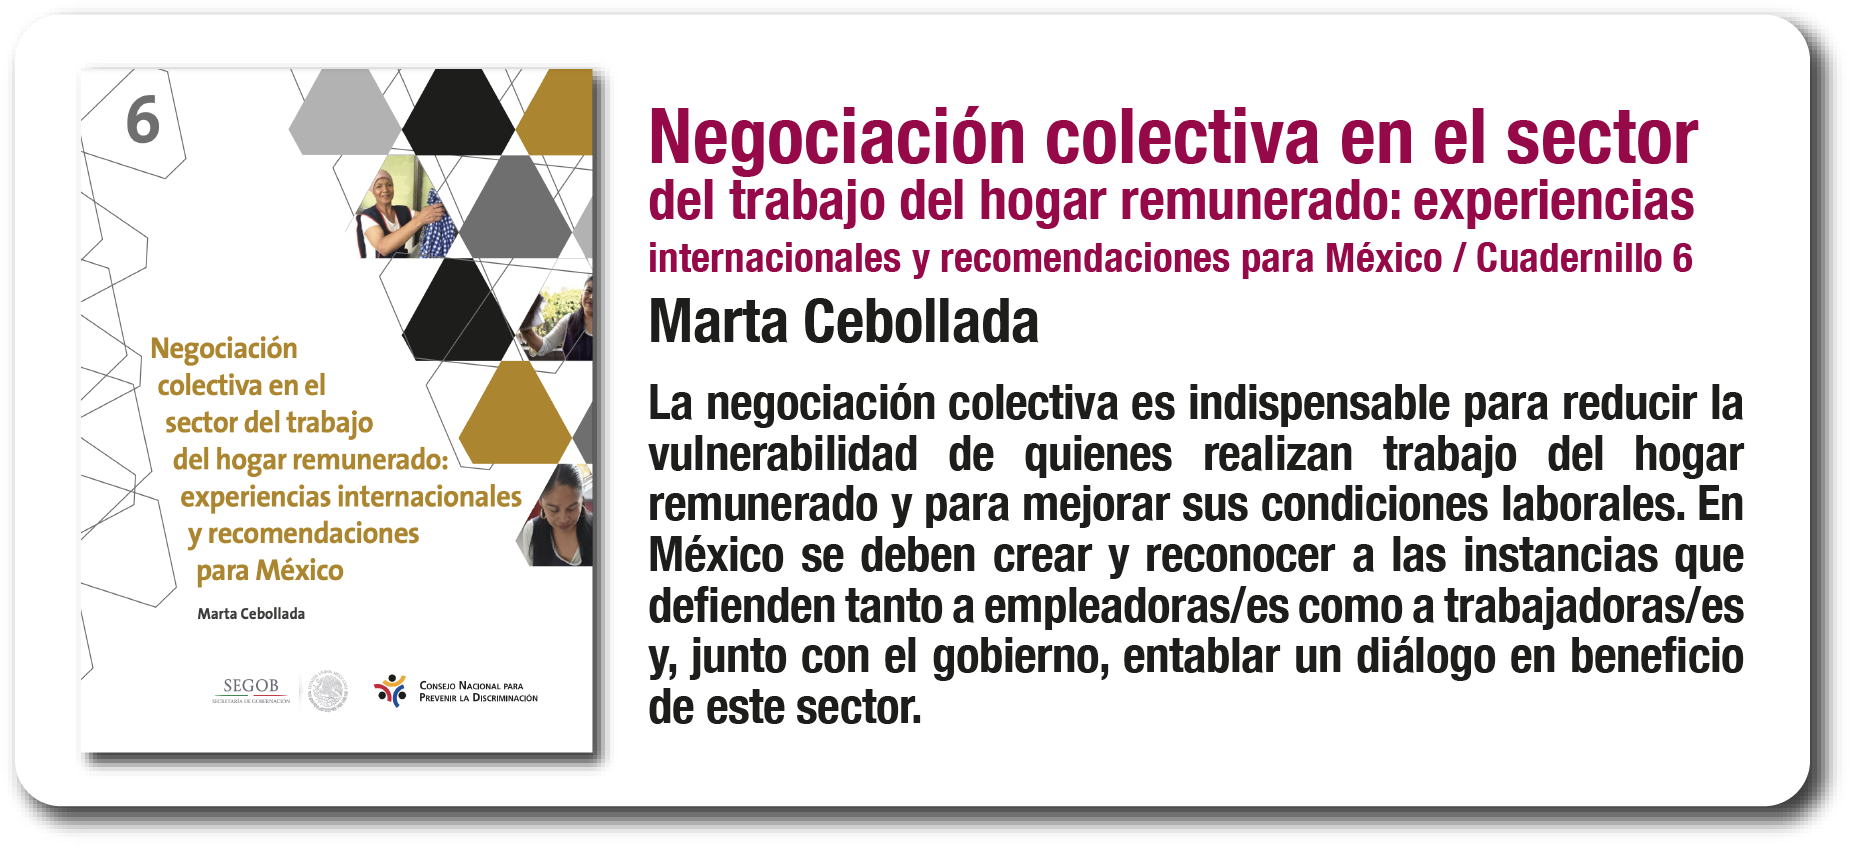 6
Negociación
colectiva en el
sector del trabajo
del hogar remunerado:
experiencias internacionales
y recomendaciones
para México
Marta Cebollada
SEGOB
SECRETARÍA DE GOBERNACIÓN
CONSEJO NACIONAL PARA
PREVENIR LA DISCRIMINACIÓN
Negociación colectiva en el sector
del trabajo del hogar remunerado: experiencias
internacionales y recomendaciones para México / Cuadernillo 6
Marta Cebollada
La negociación colectiva es indispensable para reducir la
vulnerabilidad de quienes realizan trabajo del hogar
remunerado y para mejorar sus condiciones laborales. En
México se deben crear y reconocer a las instancias que
defienden tanto a empleadoras/es como a trabajadoras/es
y, junto con el gobierno, entablar un diálogo en beneficio
de este sector.